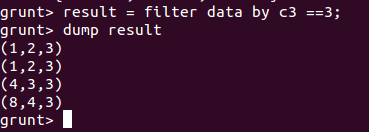 grunt> result = filter data by c3 ==3;
grunt> dump result
(1,2,3)
(1,2,3)
(4,3,3)
(8,4,3)
grunt>